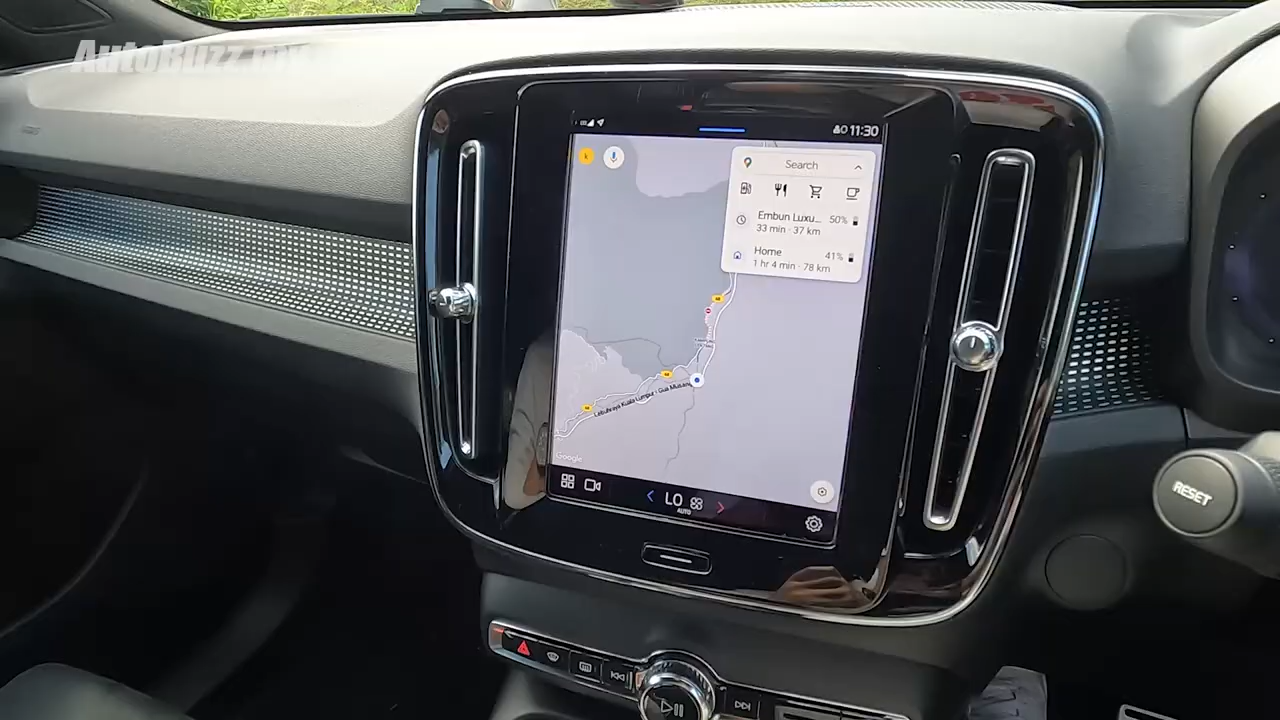 AutoBuzz.my
11:30
k
Search
Embun Luxu... 50%
33 min · 37 km
Home 41%
1 hr 4 min · 78 km
Lebuhraya Kuala Lumpur - Gua Musang
Google
LO
AUTO
RESET